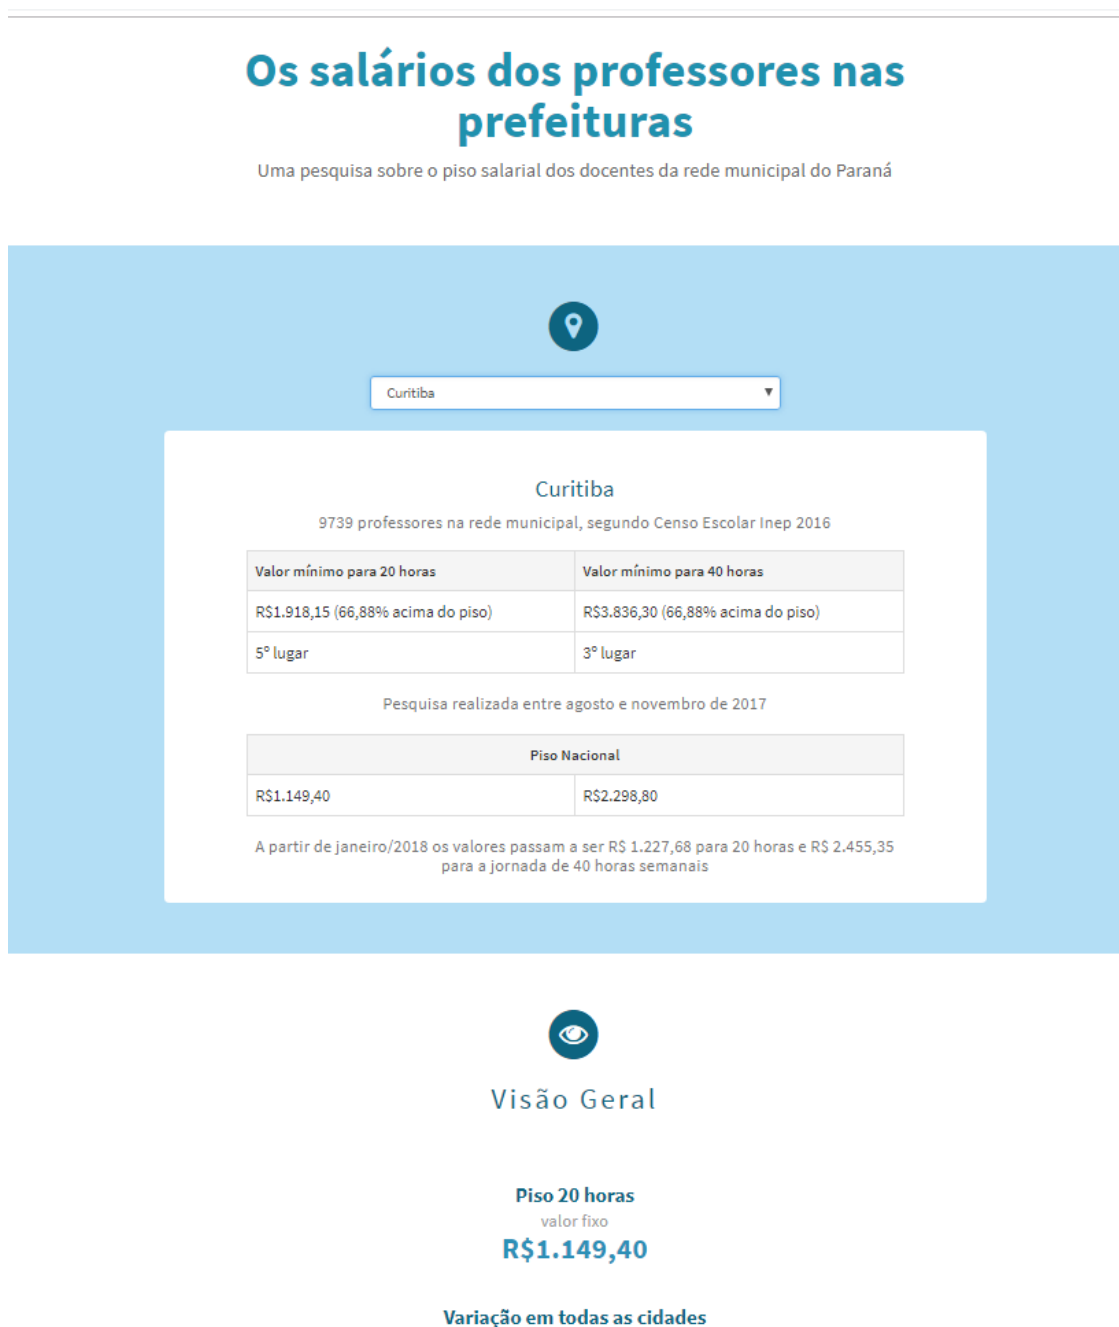 Os salários dos professores nas
prefeituras
Uma pesquisa sobre o piso salarial dos docentes da rede municipal do Paraná
Curitiba
Curitiba
9739 professores na rede municipal, segundo Censo Escolar Inep 2016
Valor mínimo para 20 horas Valor mínimo para 40 horas
R$1.918,15 (66,88% acima do piso) R$3.836,30 (66,88% acima do piso)
5º lugar 3º lugar
Pesquisa realizada entre agosto e novembro de 2017
Piso Nacional
R$1.149,40 R$2.298,80
A partir de janeiro/2018 os valores passam a ser R$ 1.227,68 para 20 horas e R$ 2.455,35
para a jornada de 40 horas semanais
Visão Geral
Piso 20 horas
valor fixo
R$1.149,40
Variação em todas as cidades